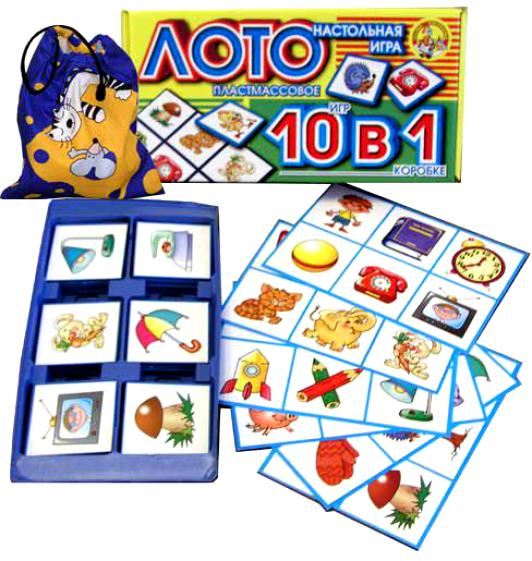 ЛОТО
НАСТОЛЬНАЯ
ИГРА
ПЛАСТМАССОВОЕ
ИГР
10 В 1
КОРОБКЕ